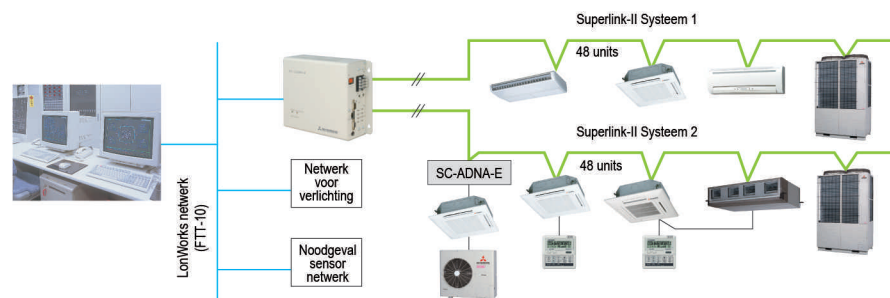 Superlink-II Systeem 1
48 units
Superlink-II Systeem 2
48 units
SC-ADNA-E
Netwerk
voor
verlichting
Noodgeval
sensor
netwerk
LonWorks netwerk
(FTT-10)